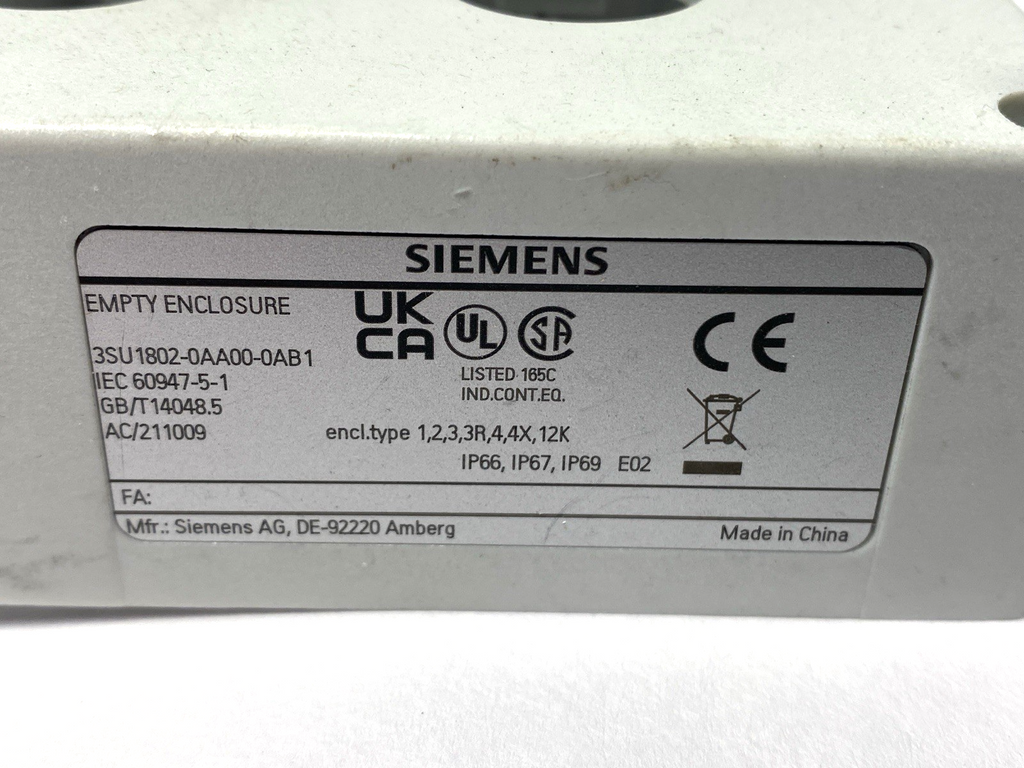 SIEMENS
EMPTY ENCLOSURE
UK
CA
UL
SA
CE
3SU1802-0AA00-0AB1
LISTED 165C
IEC 60947-5-1
IND.CONT.EQ.
GB/T14048.5
AC/211009
encl.type 1,2,3,3R,4,4X,12K
IP66, IP67, IP69 E02
FA:
Mfr.: Siemens AG, DE-92220 Amberg
Made in China